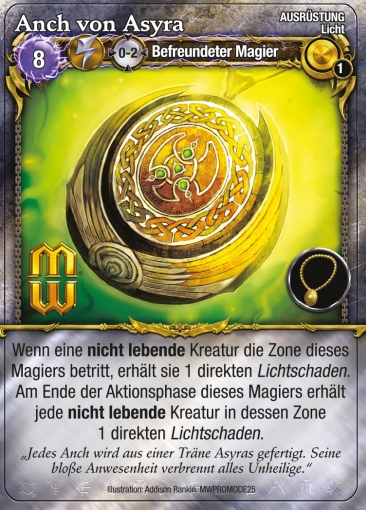 Anch von Asyra
AUSRÜSTUNG
Licht
8
0-2
Befreundeter Magier
1
MW
Wenn eine nicht lebende Kreatur die Zone dieses
Magiers betritt, erhält sie 1 direkten Lichtschaden.
Am Ende der Aktionsphase dieses Magiers erhält
jede nicht lebende Kreatur in dessen Zone
1 direkten Lichtschaden.
„Jedes Anch wird aus einer Träne Asyras gefertigt. Seine
bloße Anwesenheit verbrennt alles Unheilige.“
Illustration: Addison Rankin. MWPROMODE25